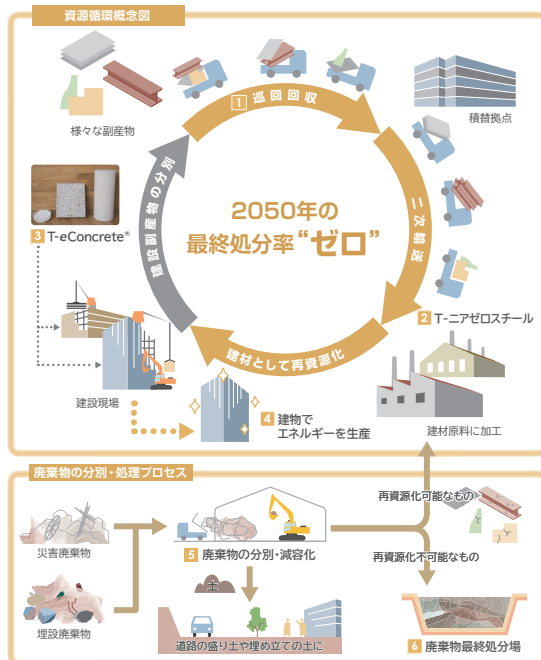 資源循環概念図
1 巡回回収
様々な副産物
積替拠点
建設副産物の分別
二次輸送
2050年の
最終処分率“ゼロ”
3 T-eConcrete®
2 T-ニアゼロスチール
建材として再資源化
建設現場
4 建物で
エネルギーを生産
建材原料に加工
廃棄物の分別・処理プロセス
再資源化可能なもの
災害廃棄物
5 廃棄物の分別・減容化
再資源化不可能なもの
土
埋設廃棄物
道路の盛り土や埋め立ての土に
6 廃棄物最終処分場